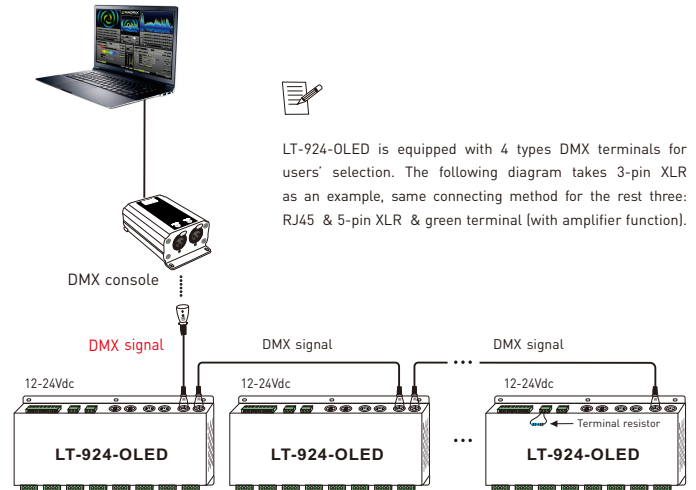 LT-924-OLED is equipped with 4 types DMX terminals for
users' selection. The following diagram takes 3-pin XLR
as an example, same connecting method for the rest three:
RJ45 & 5-pin XLR & green terminal (with amplifier function).
DMX console
DMX signal
DMX signal
DMX signal
12-24Vdc
12-24Vdc
12-24Vdc
Terminal resistor
LT-924-OLED
LT-924-OLED
LT-924-OLED